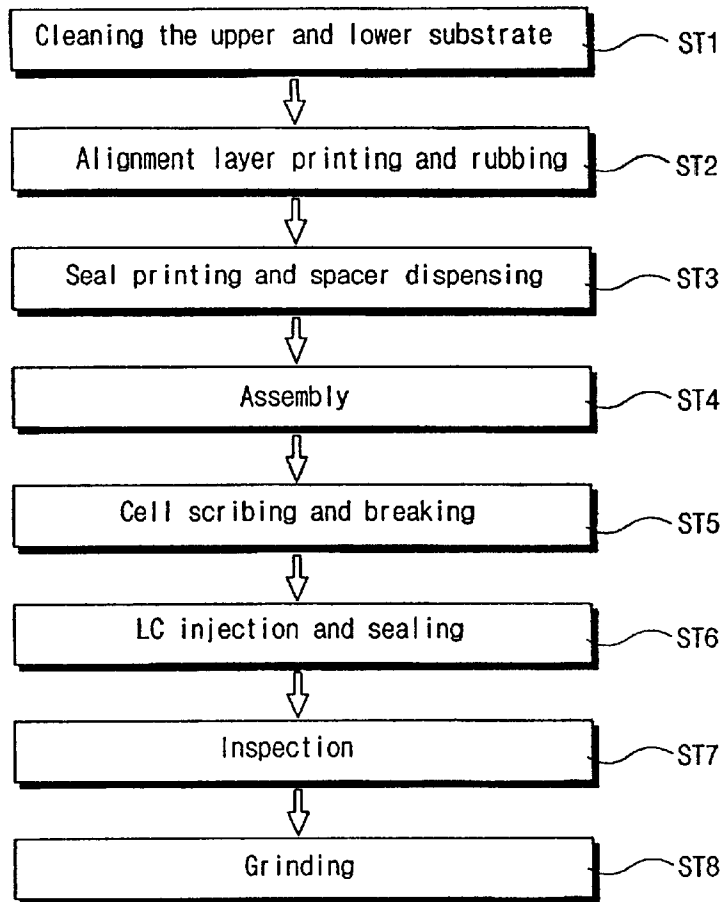 Cleaning the upper and lower substrate ST1
Alignment layer printing and rubbing ST2
Seal printing and spacer dispensing ST3
Assembly ST4
Cell scribing and breaking ST5
LC injection and sealing ST6
Inspection ST7
Grinding ST8